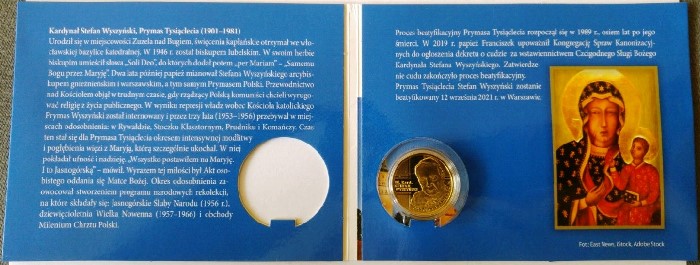 Kardynał Stefan Wyszyński, Prymas Tysiąclecia (1901–1981)
Urodził się w miejscowości Zuzela nad Bugiem, święcenia kapłańskie otrzymał we wło-
cławskiej bazylice katedralnej. W 1946 r. został biskupem lubelskim. W swoim herbie
biskupim umieścił słowa „Soli Deo”, do których dodał potem „per Mariam” – „Samemu
Bogu przez Maryję”. Dwa lata później papież mianował Stefana Wyszyńskiego arcybis-
kupem gnieźnieńskim i warszawskim, a tym samym Prymasem Polski. Przewodnictwo
nad Kościołem objął w trudnym czasie, gdy rządzący Polską komuniści chcieli wyrugo-
wać religię z życia publicznego. W wyniku represji władz wobec Kościoła katolickiego
Prymas Wyszyński został internowany i przez trzy lata (1953–1956) przebywał w miej-
scach odosobnienia: w Rywałdzie, Stoczku Klasztornym, Prudniku i Komańczy. Czas
ten stał się dla Prymasa Tysiąclecia okresem intensywnej modlitwy
i pogłębienia więzi z Maryją, którą szczególnie ukochał. W niej
pokładał ufność i nadzieję. „Wszystko postawiłem na Maryję.
I to Jasnogórską” – mówił. Wyrazem tej miłości był Akt oso-
bistego oddania się Matce Bożej. Okres odosobnienia za-
owocował stworzeniem programu narodowych rekolekcji,
na które składały się: Jasnogórskie Śluby Narodu (1956 r.),
dziewięcioletnia Wielka Nowenna (1957–1966) i obchody
Milenium Chrztu Polski.
Proces beatyfikacyjny Prymasa Tysiąclecia rozpoczął się w 1989 r., osiem lat po jego
śmierci. W 2019 r. papież Franciszek upoważnił Kongregację Spraw Kanonizacyj-
nych do ogłoszenia dekretu o cudzie za wstawiennictwem Czcigodnego Sługi Bożego
Kardynała Stefana Wyszyńskiego. Zatwierdze
nie cudu zakończyło proces beatyfikacyjny.
Prymas Tysiąclecia Stefan Wyszyński zostanie
beatyfikowany 12 września 2021 r. w Warszawie.
Fot: East News, iStock, Adobe Stock